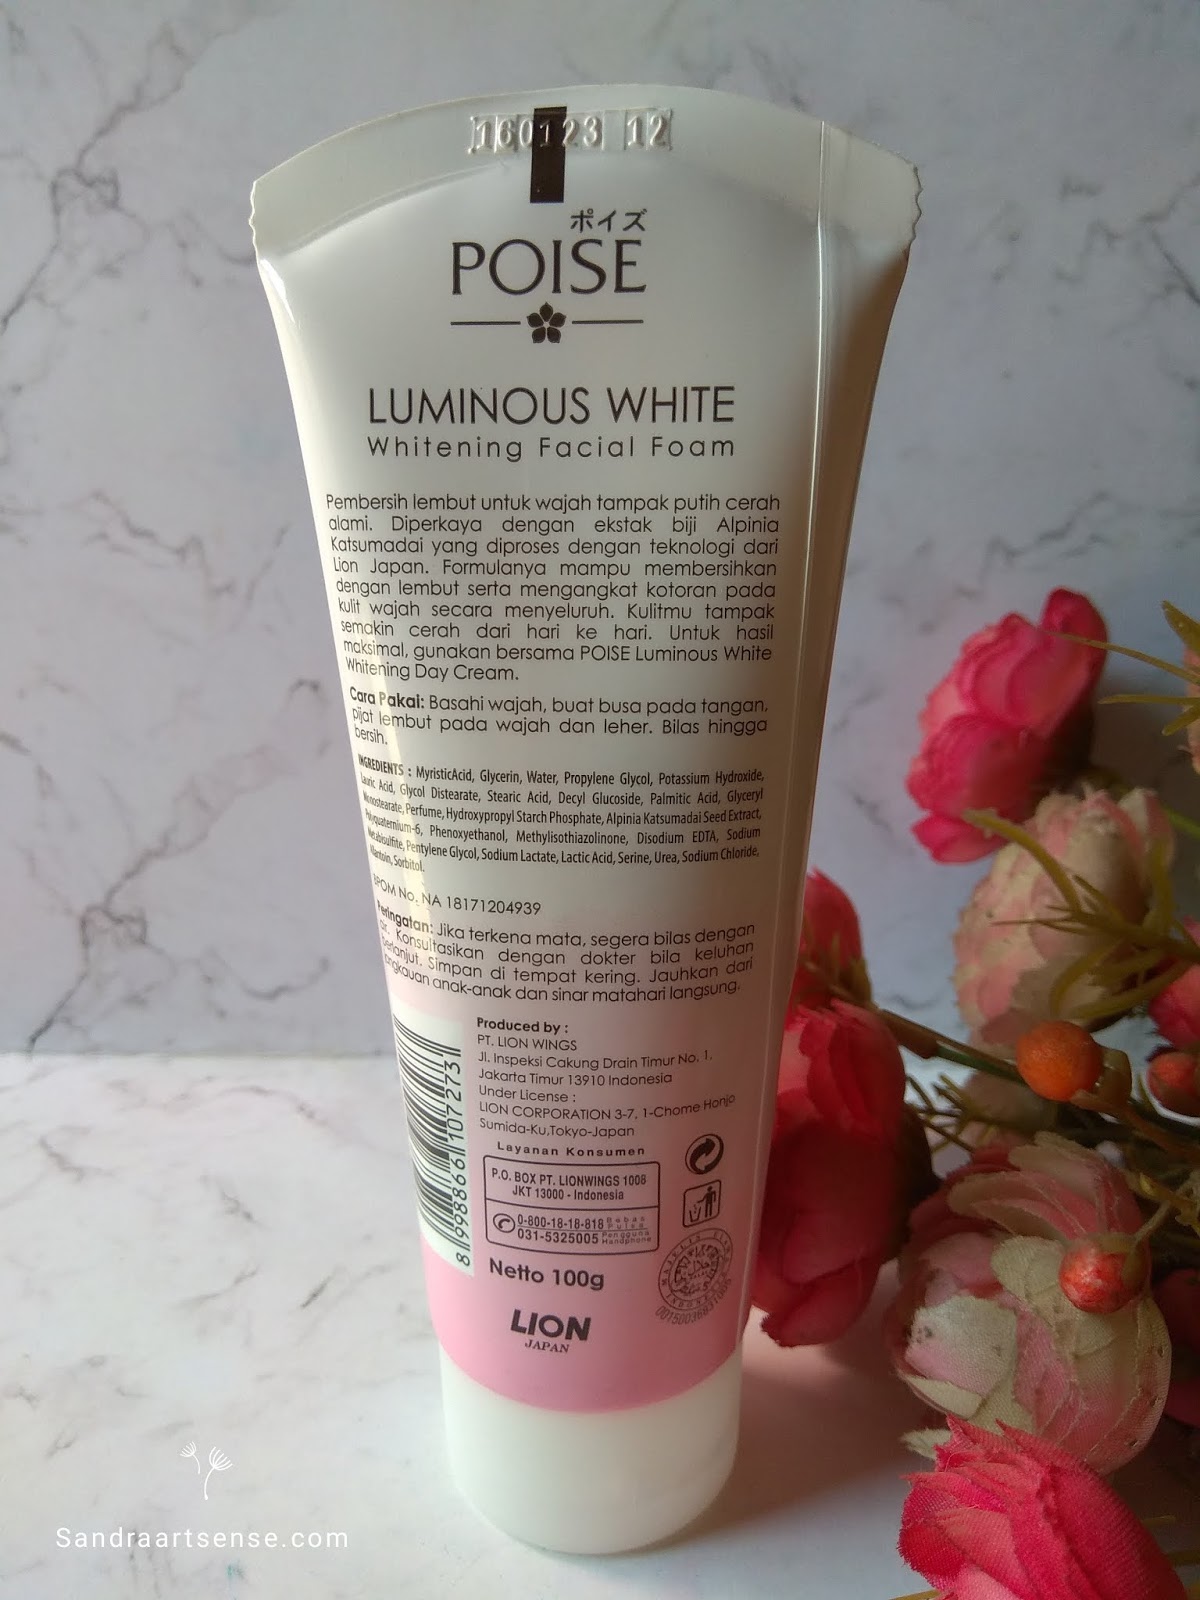 160123 12
ポイズ
POISE
LUMINOUS WHITE
Whitening Facial Foam
Pembersih lembut untuk wajah tampak putih cerah
alami. Diperkaya dengan ekstak biji Alpinia
Katsumadai yang diproses dengan teknologi dari
Lion Japan. Formulanya mampu membersihkan
dengan lembut serta mengangkat kotoran pada
kulit wajah secara menyeluruh. Kulitmu tampak
semakin cerah dari hari ke hari. Untuk hasil
maksimal, gunakan bersama POISE Luminous White
Whitening Day Cream.
Cara Pakai: Basahi wajah, buat busa pada tangan,
pijat lembut pada wajah dan leher. Bilas hingga
bersih.
INGREDIENTS : MyristicAcid, Glycerin, Water, Propylene Glycol, Potassium Hydroxide,
Lauric Acid, Glycol Distearate, Stearic Acid, Decyl Glucoside, Palmitic Acid, Glyceryl
Monostearate, Perfume, Hydroxypropyl Starch Phosphate, Alpinia Katsumadai Seed Extract,
Polyquaternium-6, Phenoxyethanol, Methylisothiazolinone, Disodium EDTA, Sodium
Metabisulfite, Pentylene Glycol, Sodium Lactate, Lactic Acid, Serine, Urea, Sodium Chloride,
Allantoin, Sorbitol.
BPOM No. NA 18171204939
Peringatan: Jika terkena mata, segera bilas dengan
air. Konsultasikan dengan dokter bila keluhan
berlanjut. Simpan di tempat kering. Jauhkan dari
jangkauan anak-anak dan sinar matahari langsung.
Produced by :
PT. LION WINGS
Jl. Inspeksi Cakung Drain Timur No. 1,
Jakarta Timur 13910 Indonesia
Under License :
LION CORPORATION 3-7, 1-Chome Honjo
Sumida-Ku,Tokyo-Japan
Layanan Konsumen
P.O. BOX PT. LIONWINGS 1008
JKT 13000 - Indonesia
0-800-18-18-818 Bebas Pulsa
031-5325005 Pengguna Handphone
8 998866 107273
Netto 100g
LION
JAPAN
Sandraartsense.com